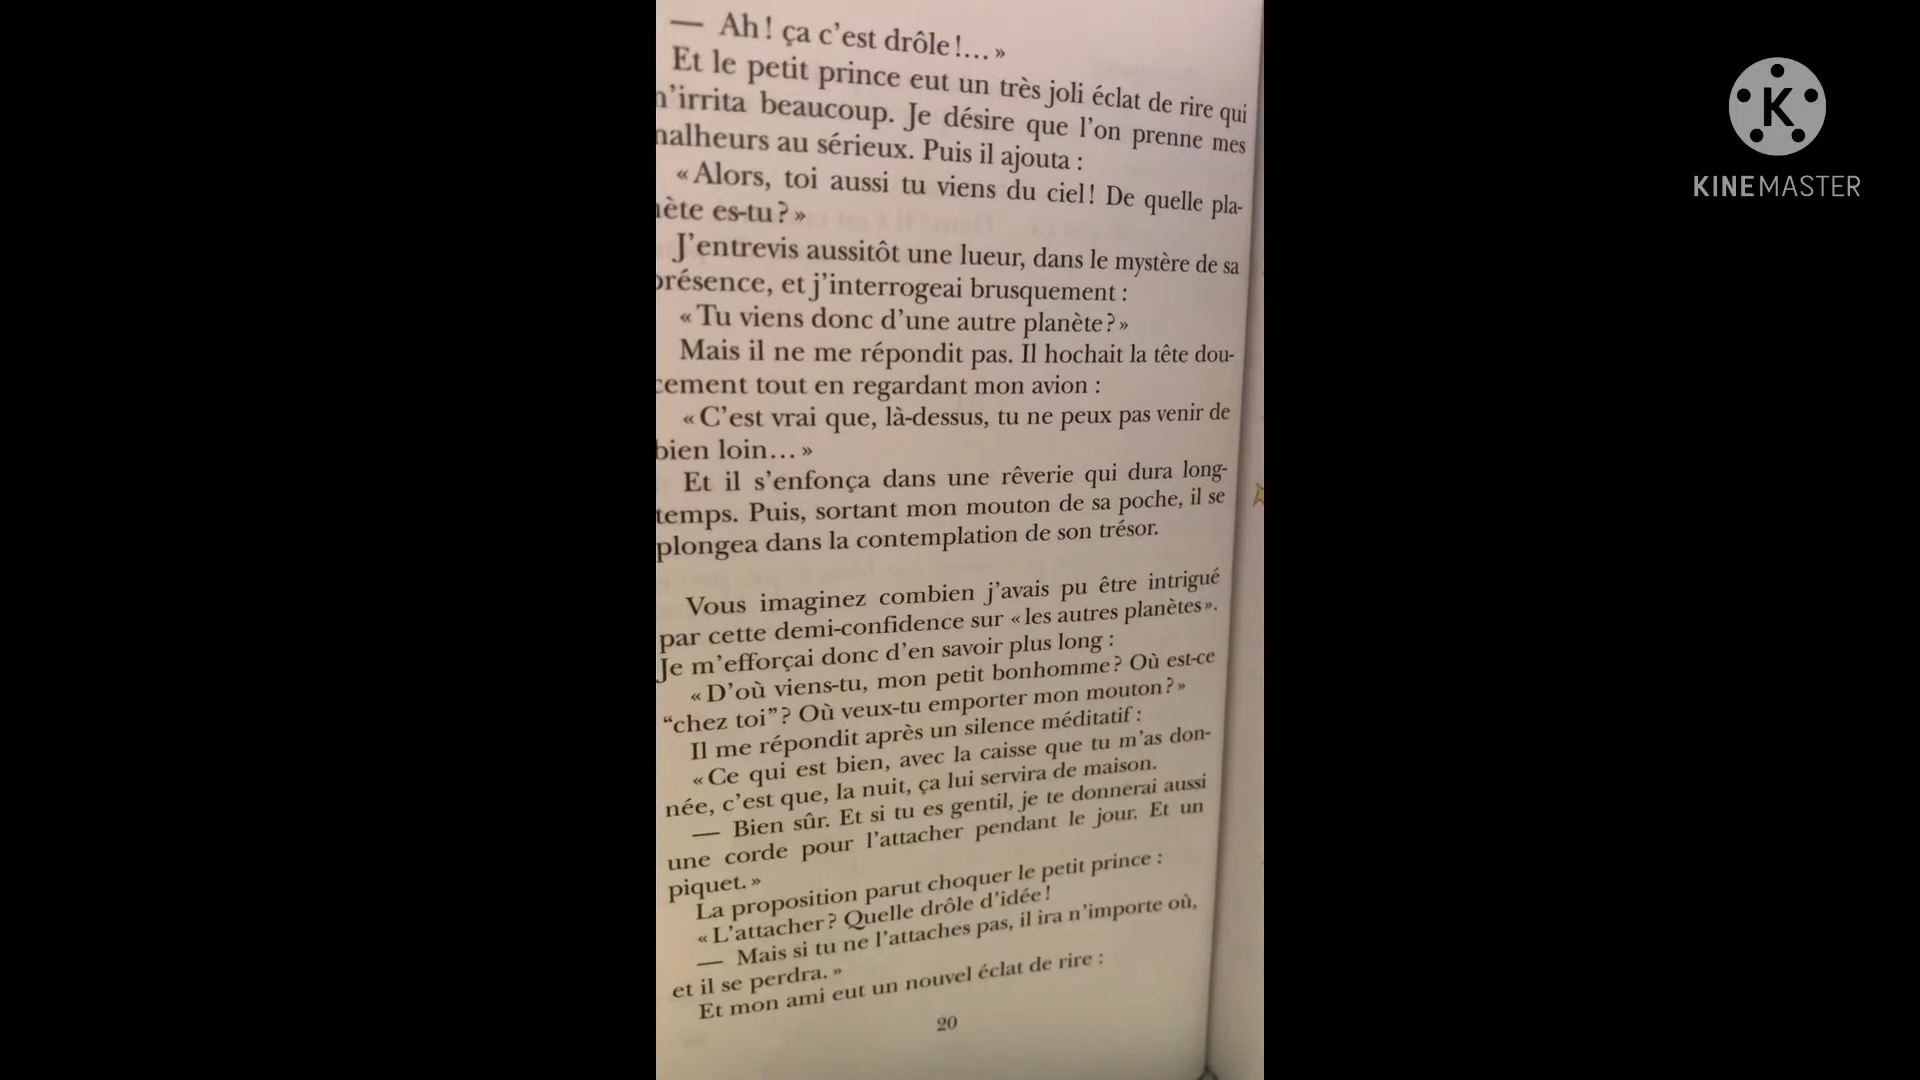 — Ah! ça c'est drôle!... »
Et le petit prince eut un très joli éclat de rire qui
m'irrita beaucoup. Je désire que l'on prenne mes
malheurs au sérieux. Puis il ajouta :
« Alors, toi aussi tu viens du ciel! De quelle pla-
nète es-tu? »
J'entrevis aussitôt une lueur, dans le mystère de sa
présence, et j'interrogeai brusquement :
« Tu viens donc d'une autre planète? »
Mais il ne me répondit pas. Il hochait la tête dou-
cement tout en regardant mon avion :
« C'est vrai que, là-dessus, tu ne peux pas venir de
bien loin... »
Et il s'enfonça dans une rêverie qui dura long-
temps. Puis, sortant mon mouton de sa poche, il se
plongea dans la contemplation de son trésor.
Vous imaginez combien j'avais pu être intrigué
par cette demi-confidence sur « les autres planètes ».
Je m'efforçai donc d'en savoir plus long :
« D'où viens-tu, mon petit bonhomme? Où est-ce
“chez toi”? Où veux-tu emporter mon mouton? »
Il me répondit après un silence méditatif :
« Ce qui est bien, avec la caisse que tu m'as don-
née, c'est que, la nuit, ça lui servira de maison.
— Bien sûr. Et si tu es gentil, je te donnerai aussi
une corde pour l'attacher pendant le jour. Et un
piquet. »
La proposition parut choquer le petit prince :
« L'attacher? Quelle drôle d'idée!
— Mais si tu ne l'attaches pas, il ira n'importe où,
et il se perdra. »
Et mon ami eut un nouvel éclat de rire :
20
K
KINEMASTER